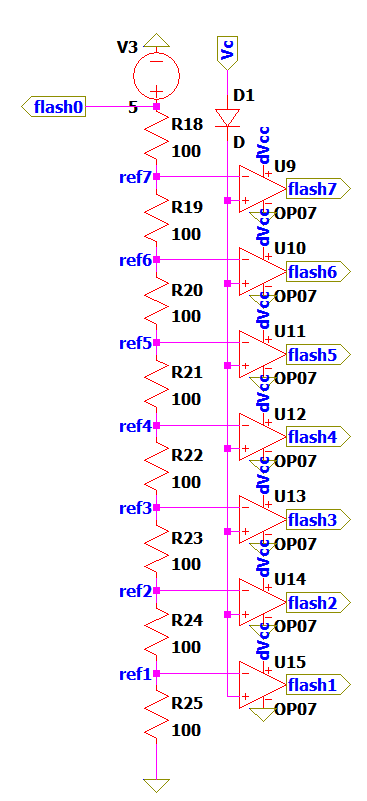 V3
Vc
5
flash0
D1
D
R18
100
dVcc
U9
ref7
flash7
OP07
R19
100
dVcc
U10
ref6
flash6
OP07
R20
100
dVcc
U11
ref5
flash5
OP07
R21
100
dVcc
U12
ref4
flash4
OP07
R22
100
dVcc
U13
ref3
flash3
OP07
R23
100
dVcc
U14
ref2
flash2
OP07
R24
100
dVcc
U15
ref1
flash1
OP07
R25
100